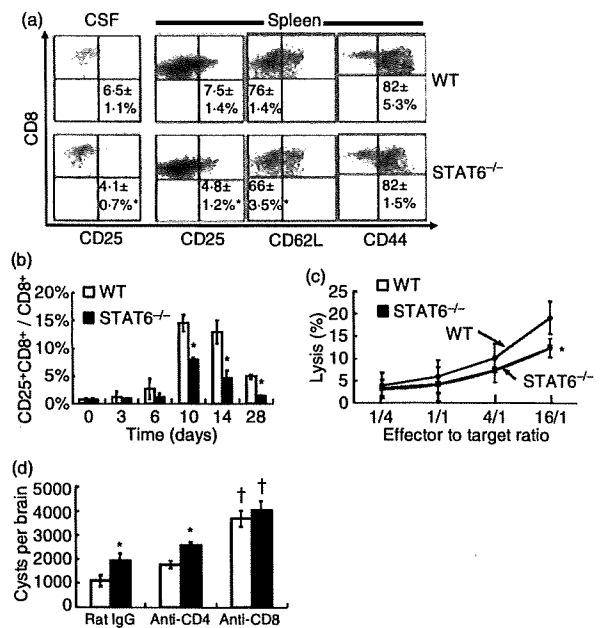 (a)
CSF
Spleen
CD8
6·5±
1·1%
7·5±
1·4%
76±
1·4%
82±
5·3%
WT
4·1±
0·7%*
4·8±
1·2%*
66±
3·5%*
82±
1·5%
STAT6−/−
CD25
CD25
CD62L
CD44
(b)
CD25+CD8+ / CD8+
20%
15%
10%
5%
0%
WT
STAT6−/−
*
*
*
0 3 6 10 14 28
Time (days)
(c)
Lysis (%)
25
20
15
10
5
0
WT
STAT6−/−
WT
STAT6−/−
*
1/4 1/1 4/1 16/1
Effector to target ratio
(d)
Cysts per brain
5000
4000
3000
2000
1000
0
*
*
† †
Rat IgG Anti-CD4 Anti-CD8